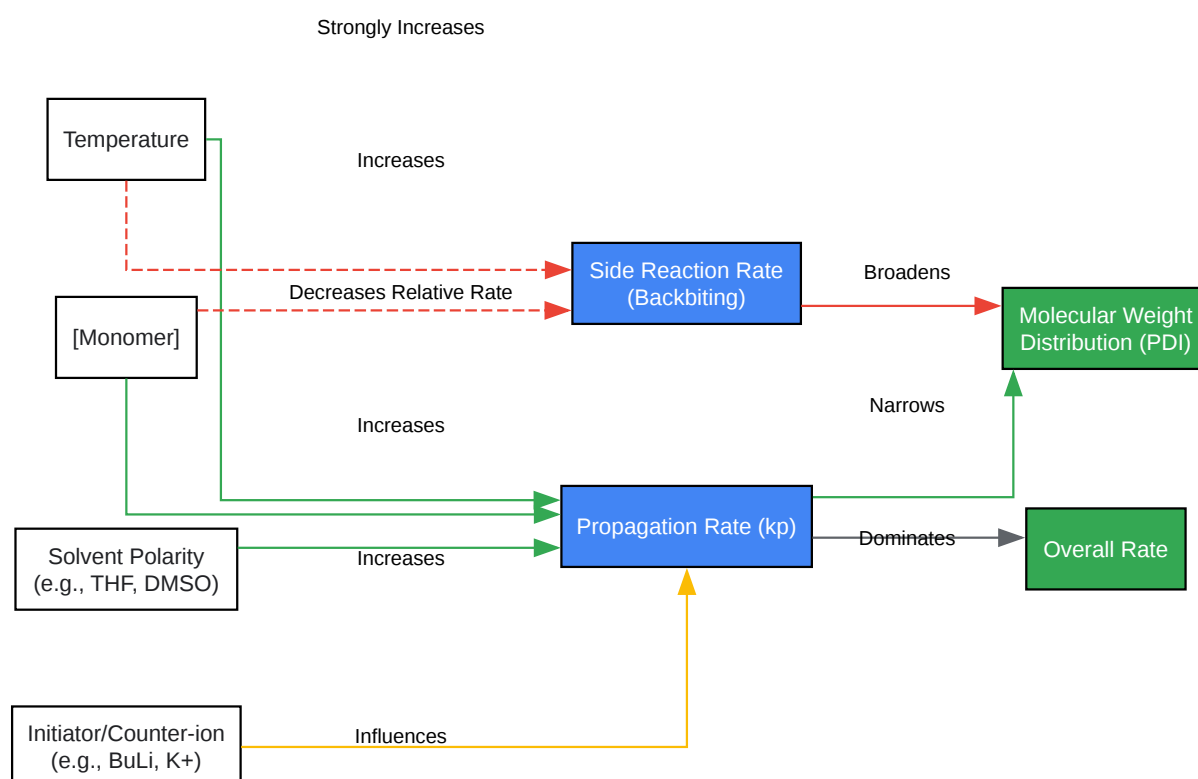 Strongly Increases
Temperature
Increases
Side Reaction Rate
(Backbiting)
Broadens
Decreases Relative Rate
[Monomer]
Molecular Weight
Distribution (PDI)
Increases
Narrows
Propagation Rate (kp)
Solvent Polarity
(e.g., THF, DMSO)
Increases
Dominates
Overall Rate
Initiator/Counter-ion
(e.g., BuLi, K+)
Influences